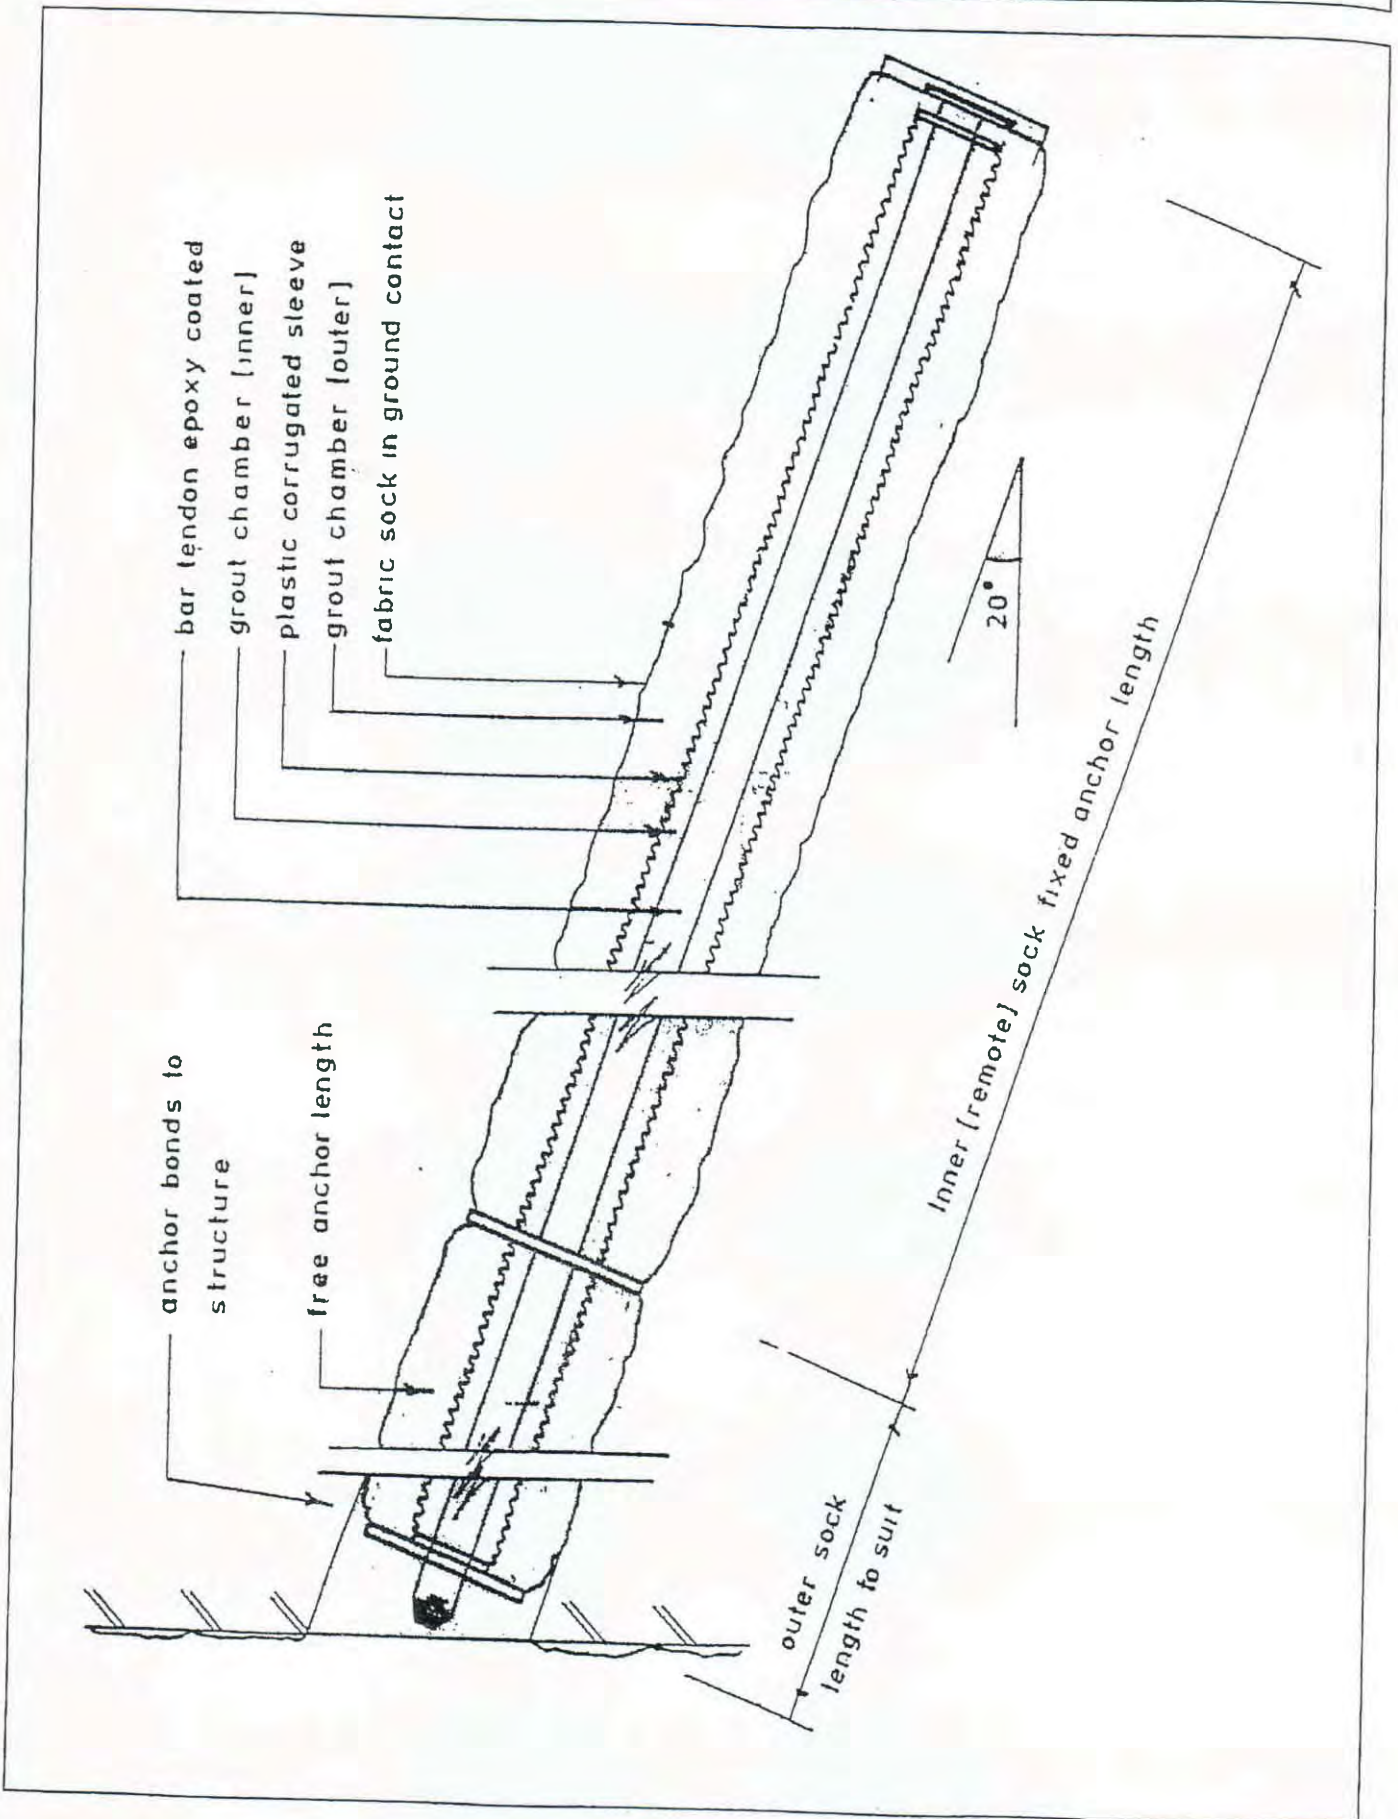 anchor bonds to
structure
free anchor length
bar tendon epoxy coated
grout chamber [inner]
plastic corrugated sleeve
grout chamber [outer]
fabric sock in ground contact
20°
outer sock
length to suit
Inner [remote] sock fixed anchor length